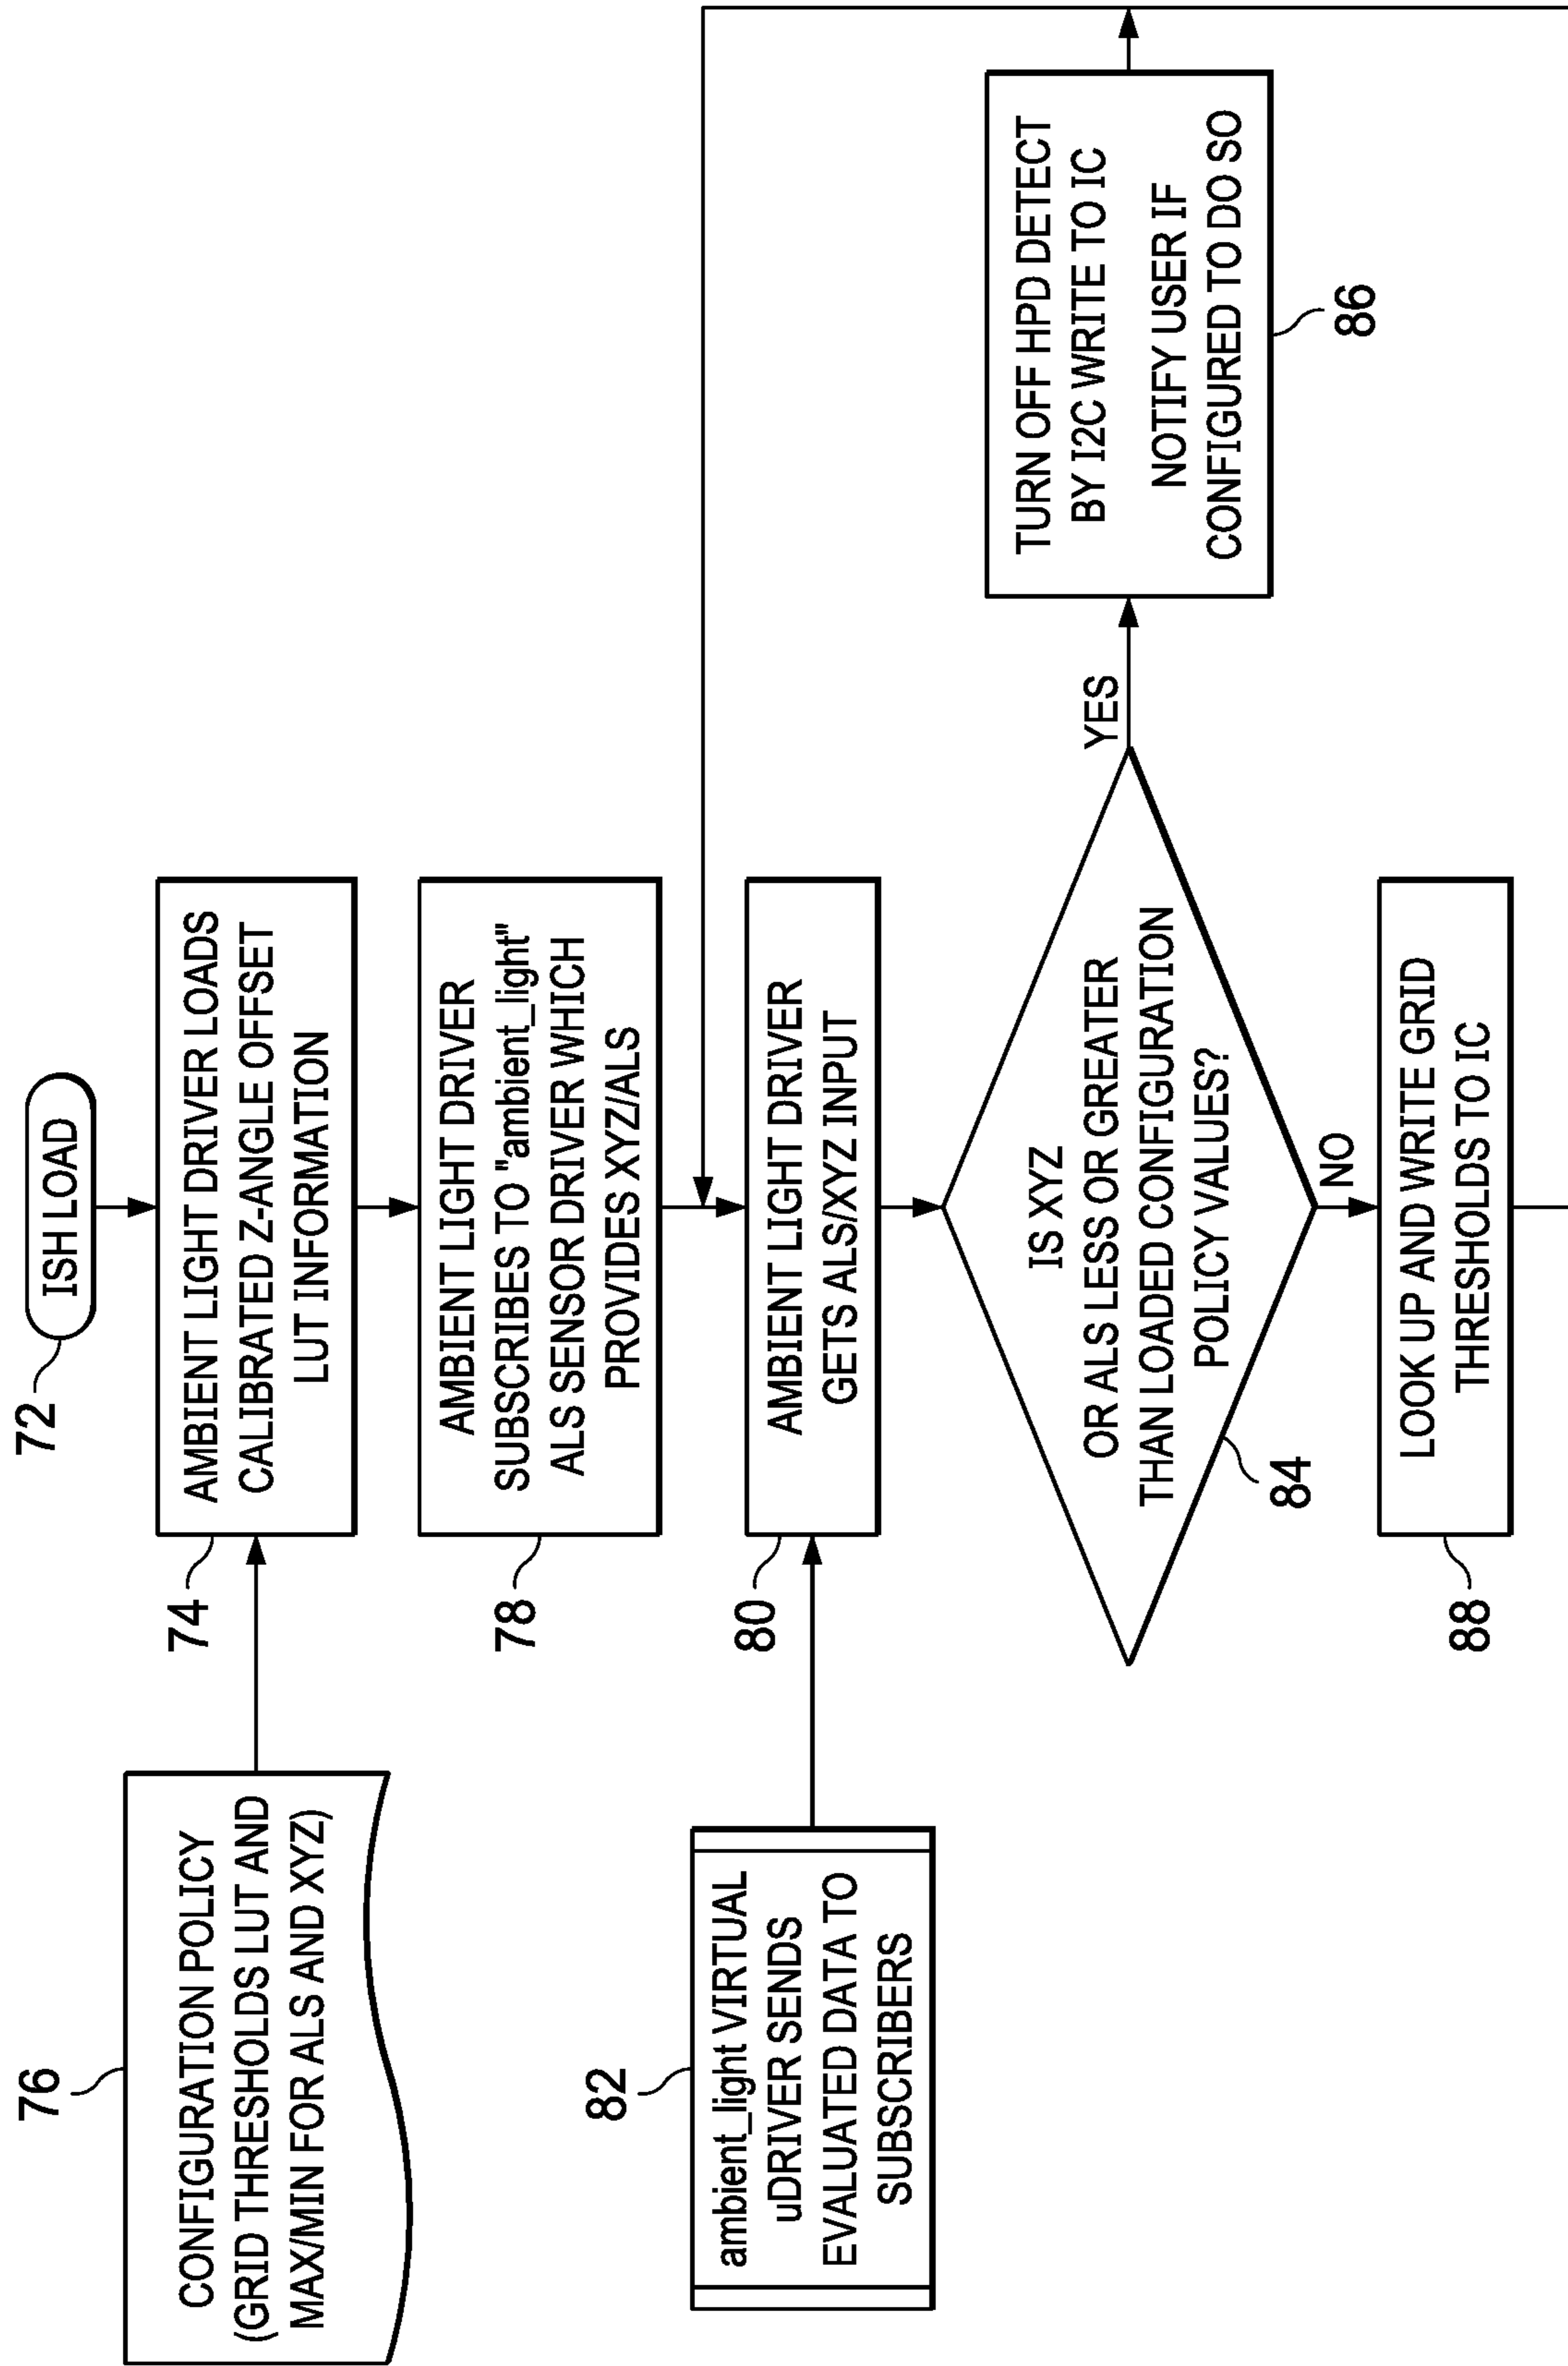 72
ISH LOAD
76
CONFIGURATION POLICY
(GRID THRESHOLDS LUT AND
MAX/MIN FOR ALS AND XYZ)
74
AMBIENT LIGHT DRIVER LOADS
CALIBRATED Z-ANGLE OFFSET
LUT INFORMATION
78
AMBIENT LIGHT DRIVER
SUBSCRIBES TO "ambient_light"
ALS SENSOR DRIVER WHICH
PROVIDES XYZ/ALS
82
ambient_light VIRTUAL
uDRIVER SENDS
EVALUATED DATA TO
SUBSCRIBERS
80
AMBIENT LIGHT DRIVER
GETS ALS/XYZ INPUT
IS XYZ
OR ALS LESS OR GREATER
THAN LOADED CONFIGURATION
POLICY VALUES?
84
YES
TURN OFF HPD DETECT
BY I2C WRITE TO IC
NOTIFY USER IF
CONFIGURED TO DO SO
86
NO
88
LOOK UP AND WRITE GRID
THRESHOLDS TO IC